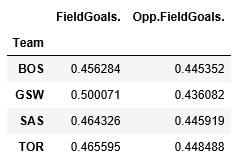 FieldGoals. Opp.FieldGoals.
Team
BOS 0.456284 0.445352
GSW 0.500071 0.436082
SAS 0.464326 0.445919
TOR 0.465595 0.448488